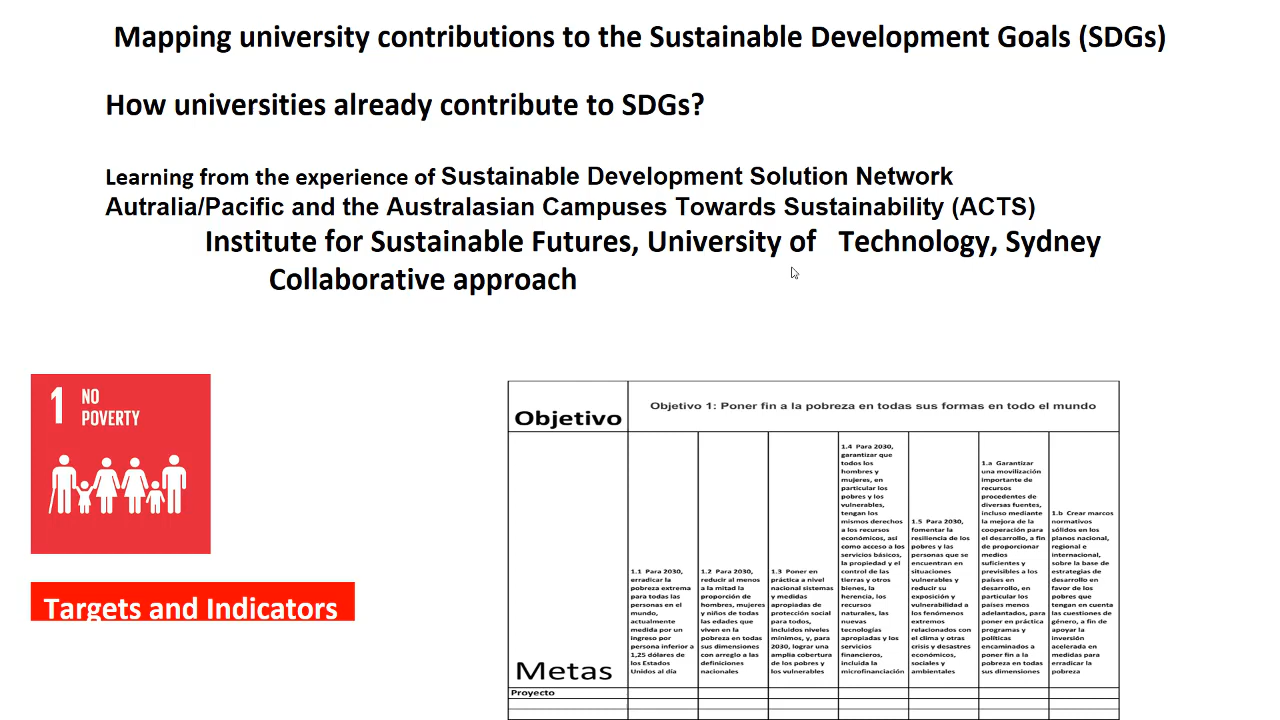 Mapping university contributions to the Sustainable Development Goals (SDGs)
How universities already contribute to SDGs?
Learning from the experience of Sustainable Development Solution Network
Autralia/Pacific and the Australasian Campuses Towards Sustainability (ACTS)
Institute for Sustainable Futures, University of Technology, Sydney
Collaborative approach
1 NO
POVERTY
Targets and Indicators
Objetivo
Objetivo 1: Poner fin a la pobreza en todas sus formas en todo el mundo
Metas
1.1 Para 2030,
erradicar la
pobreza extrema
para todas las
personas en el
mundo,
actualmente
medida por un
ingreso por
persona inferior a
1,25 dólares de
los Estados
Unidos al día
1.2 Para 2030,
reducir al menos
a la mitad la
proporción de
hombres, mujeres
y niños de todas
las edades que
viven en la
pobreza en todas
sus dimensiones
con arreglo a las
definiciones
nacionales
1.3 Poner en
práctica a nivel
nacional sistemas
y medidas
apropiadas de
protección social
para todos,
incluidos niveles
mínimos, y, para
2030, lograr una
amplia cobertura
de los pobres y
los vulnerables
1.4 Para 2030,
garantizar que
todos los
hombres y
mujeres, en
particular los
pobres y los
vulnerables,
tengan los
mismos derechos
a los recursos
económicos, así
como acceso a los
servicios básicos,
la propiedad y el
control de las
tierras y otros
bienes, la
herencia, los
recursos
naturales, las
nuevas
tecnologías
apropiadas y los
servicios
financieros,
incluida la
microfinanciación
1.5 Para 2030,
fomentar la
resiliencia de los
pobres y las
personas que se
encuentran en
situaciones
vulnerables y
reducir su
exposición y
vulnerabilidad a
los fenómenos
extremos
relacionados con
el clima y otras
crisis y desastres
económicos,
sociales y
ambientales
1.a Garantizar
una movilización
importante de
recursos
procedentes de
diversas fuentes,
incluso mediante
la mejora de la
cooperación para
el desarrollo, a fin
de proporcionar
medios
suficientes y
previsibles a los
países en
desarrollo, en
particular los
países menos
adelantados, para
poner en práctica
programas y
políticas
encaminados a
poner fin a la
pobreza en todas
sus dimensiones
1.b Crear marcos
normativos
sólidos en los
planos nacional,
regional e
internacional,
sobre la base de
estrategias de
desarrollo en
favor de los
pobres que
tengan en cuenta
las cuestiones de
género, a fin de
apoyar la
inversión
acelerada en
medidas para
erradicar la
pobreza
Proyecto